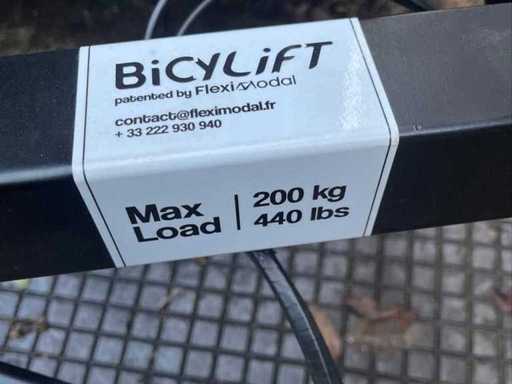 BiCYLiFT
patented by FlexiModal
contact@fleximodal.fr
+ 33 222 930 940
Max Load | 200 kg
440 lbs